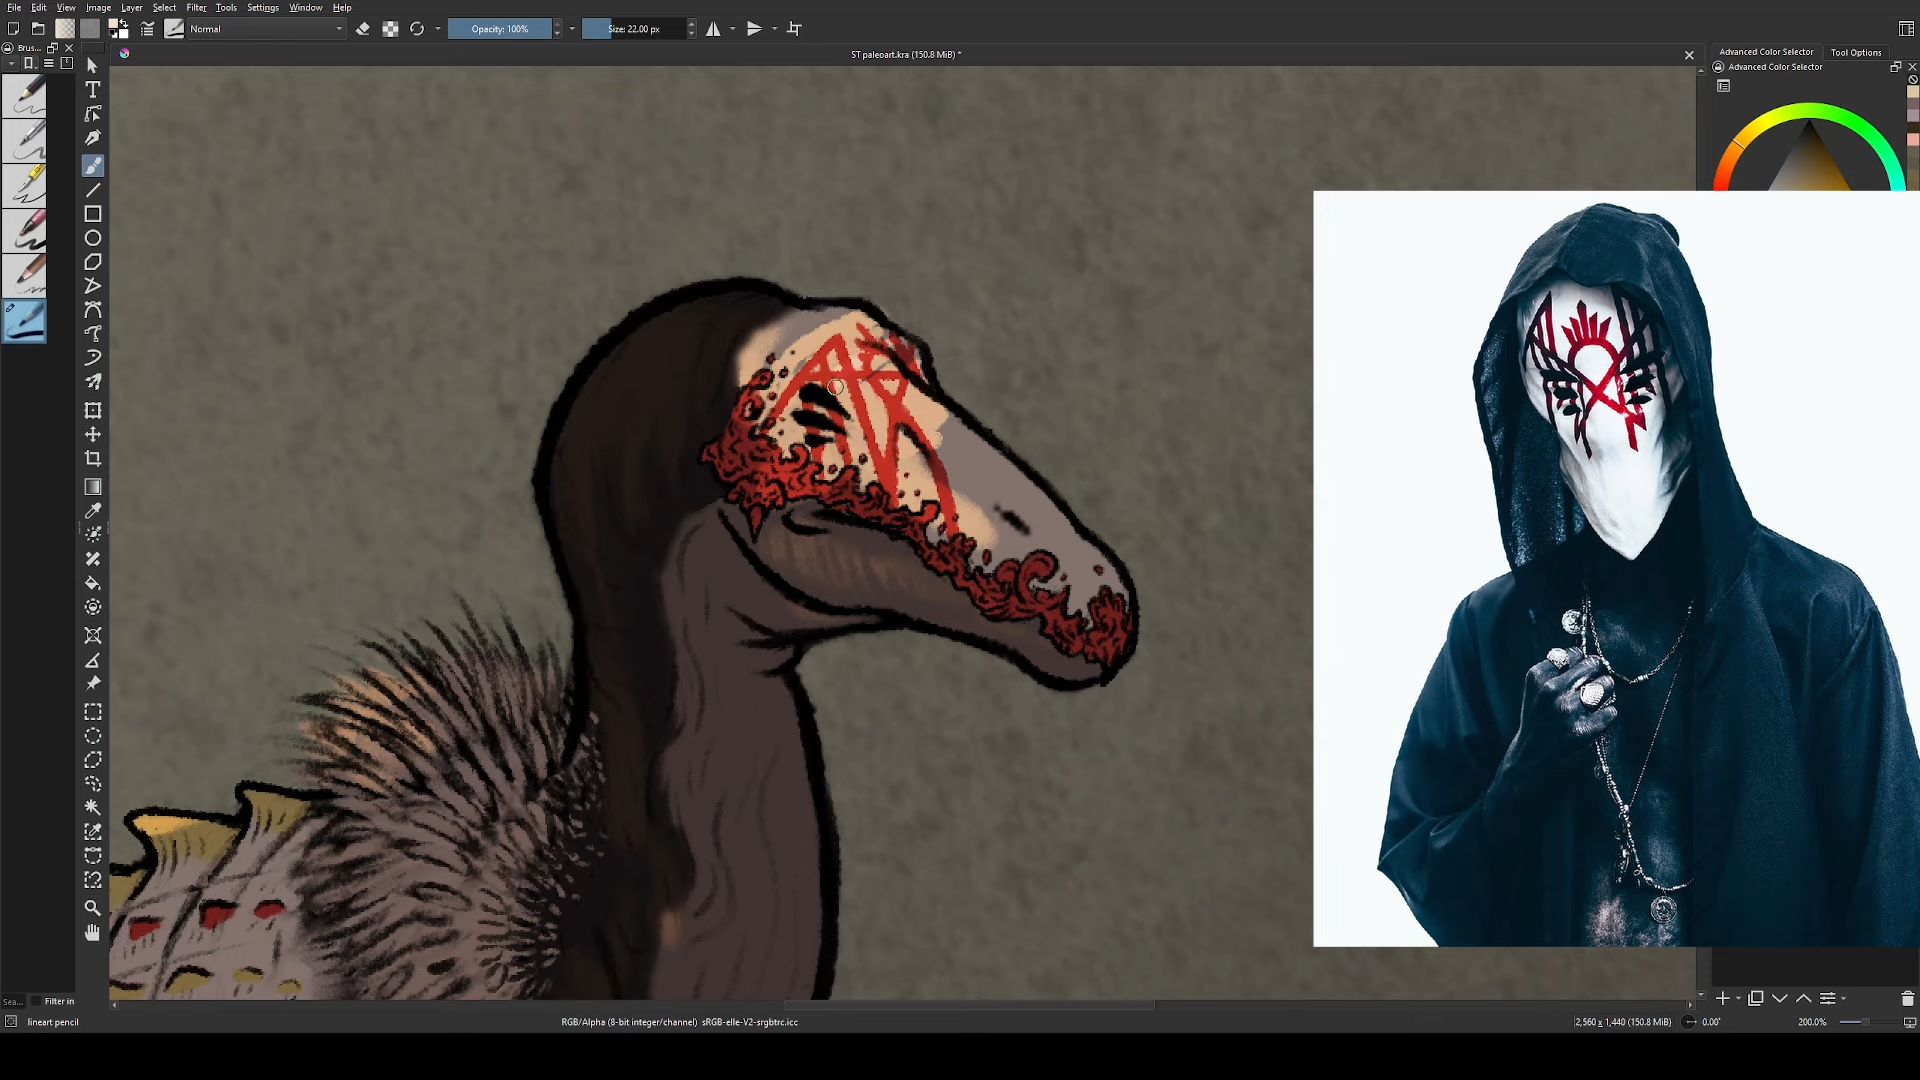 File Edit View Image Layer Select Filter Tools Settings Window Help
Normal
Opacity: 100%
Size: 22.00 px
Brus...
ST paleoart.kra (150.8 MiB) *
Advanced Color Selector
Tool Options
Advanced Color Selector
Sea...
Filter in
lineart pencil
RGB/Alpha (8-bit integer/channel) sRGB-elle-V2-srgbtrc.icc
2,560 x 1,440 (150.8 MiB)
0.00°
200.0%